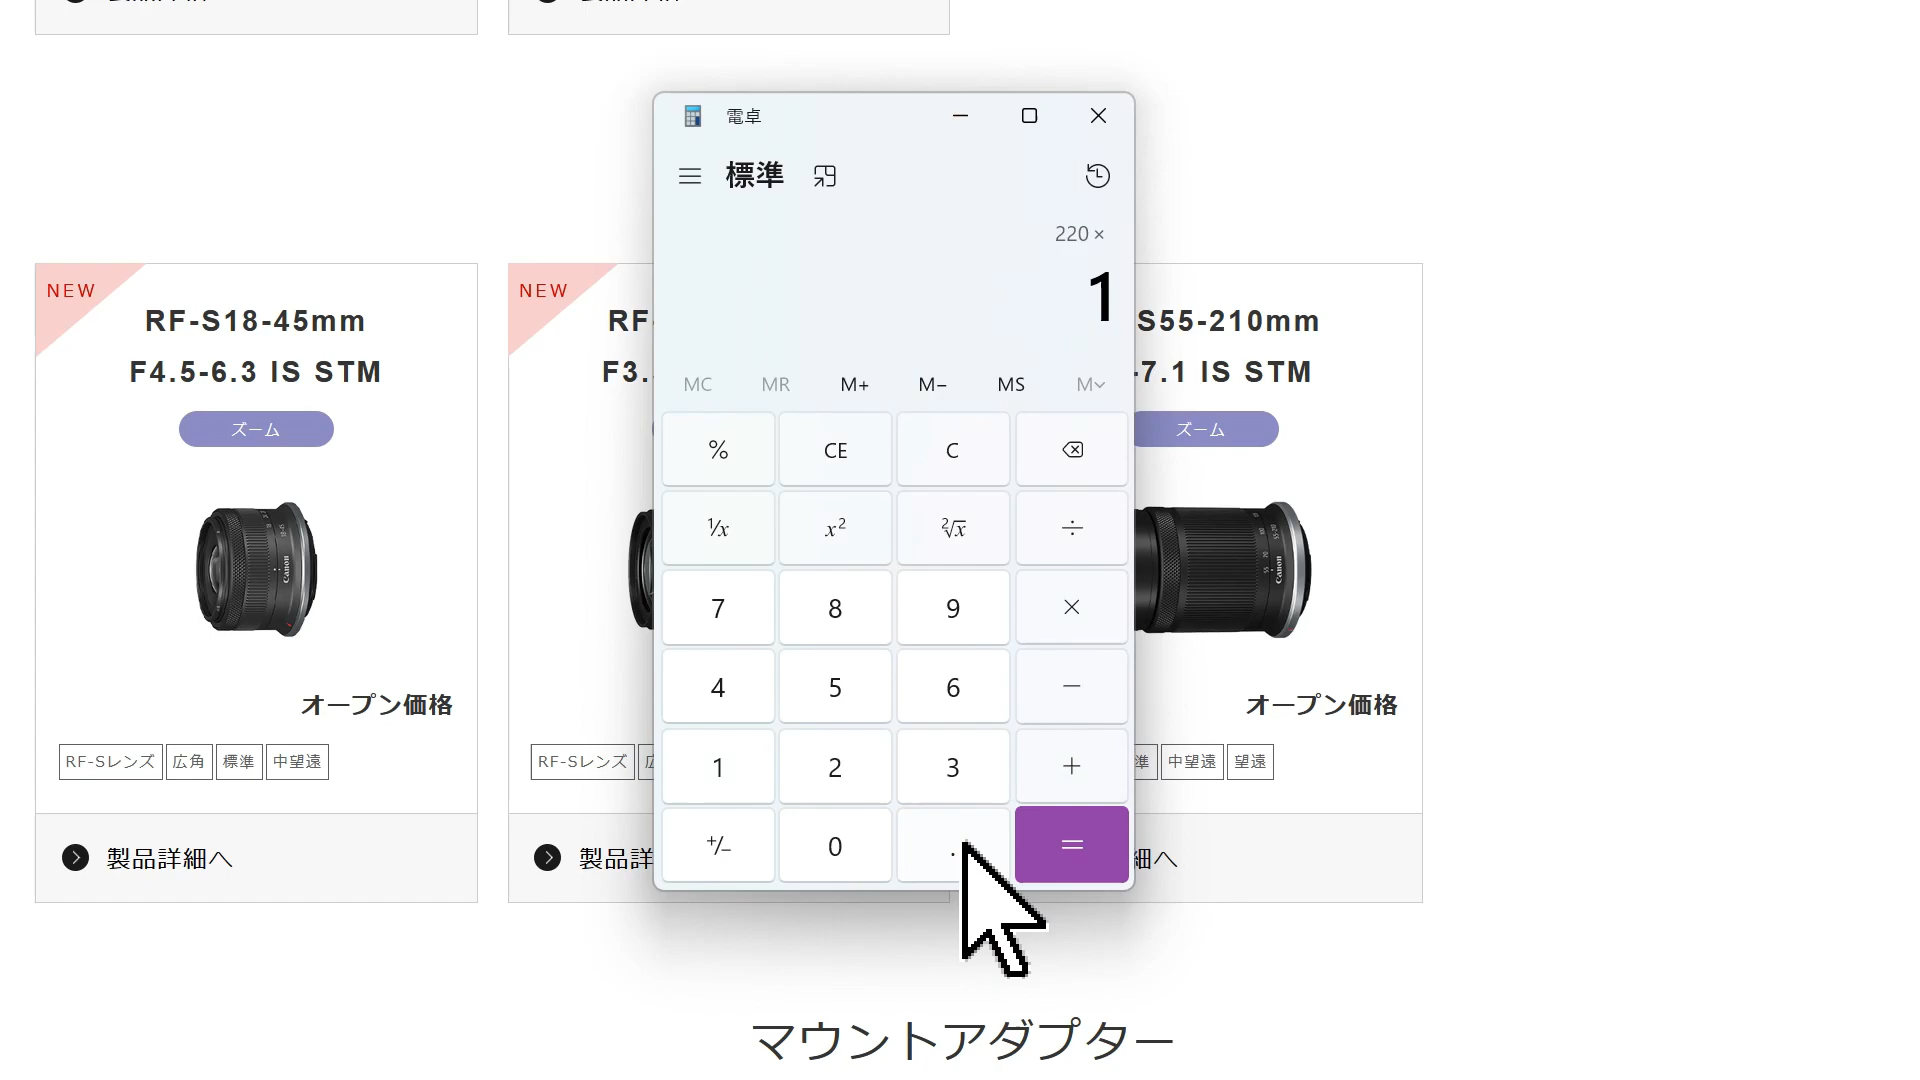 電卓
標準
220 ×
1
MC MR M+ M− MS M
% CE C
1/x x² ²√x ÷
7 8 9 ×
4 5 6 −
1 2 3 +
+/− 0 . =
NEW
RF-S18-45mm
F4.5-6.3 IS STM
ズーム
Canon
オープン価格
RF-Sレンズ 広角 標準 中望遠
製品詳細へ
NEW
RF-
F3.
RF-Sレンズ
製品詳
S55-210mm
-7.1 IS STM
ズーム
Canon
オープン価格
準 中望遠 望遠
細へ
マウントアダプター